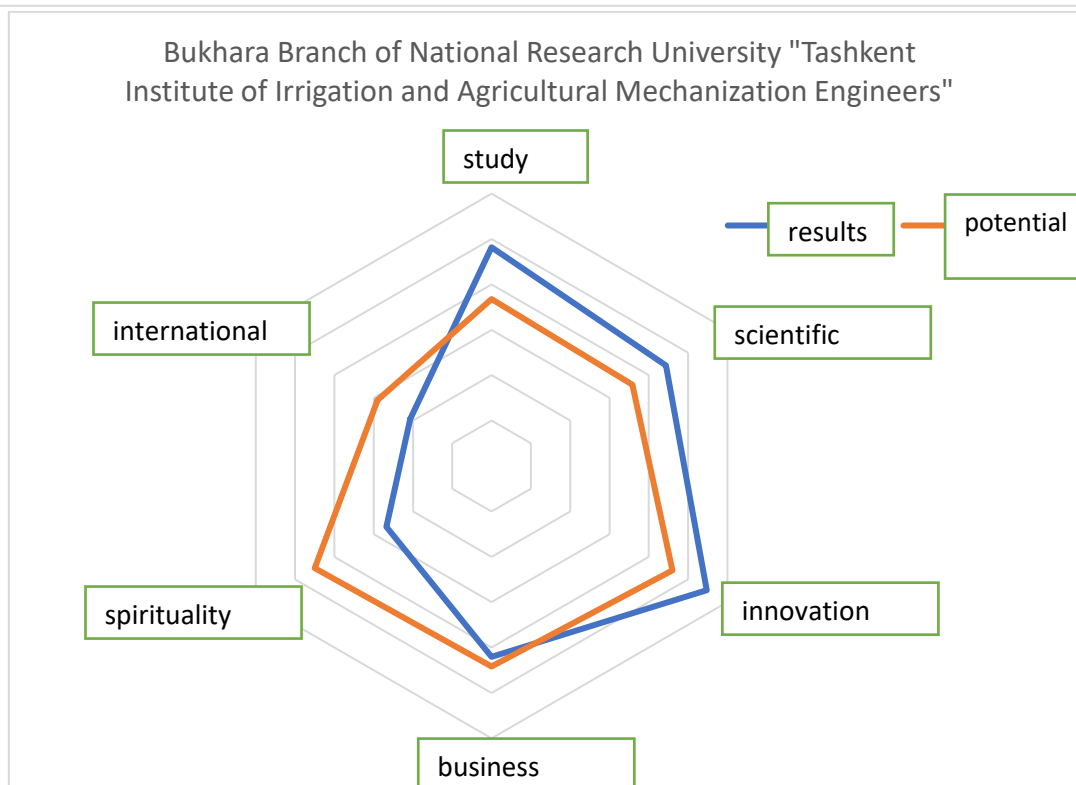 Bukhara Branch of National Research University "Tashkent
Institute of Irrigation and Agricultural Mechanization Engineers"
study
results
potential
scientific
international
innovation
spirituality
business